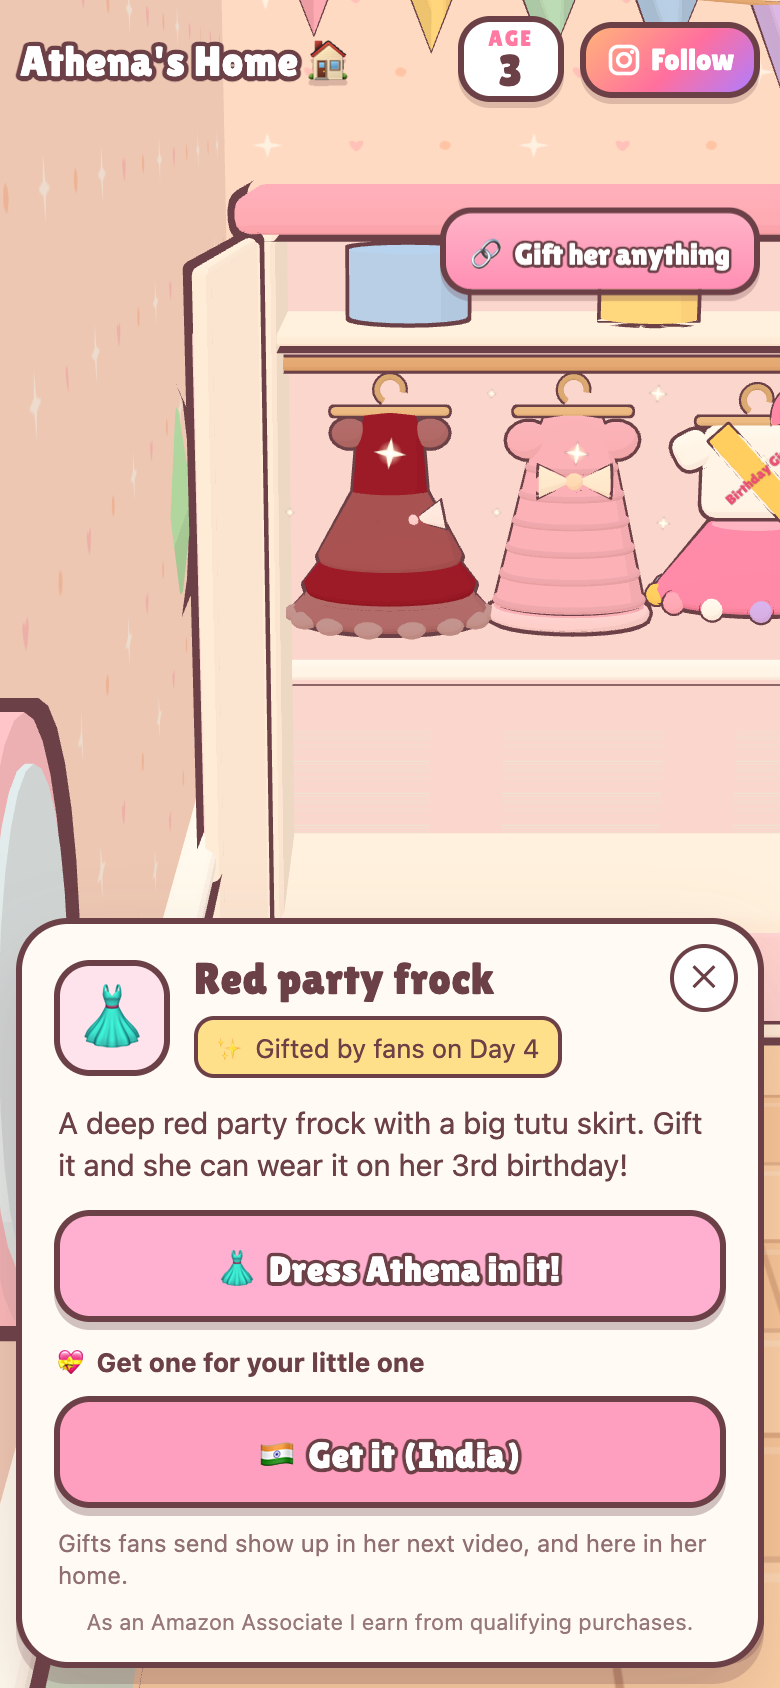 Athena's Home
AGE
3
Follow
Gift her anything
Birthday
Red party frock
Gifted by fans on Day 4
A deep red party frock with a big tutu skirt. Gift
it and she can wear it on her 3rd birthday!
Dress Athena in it!
Get one for your little one
Get it (India)
Gifts fans send show up in her next video, and here in her
home.
As an Amazon Associate I earn from qualifying purchases.